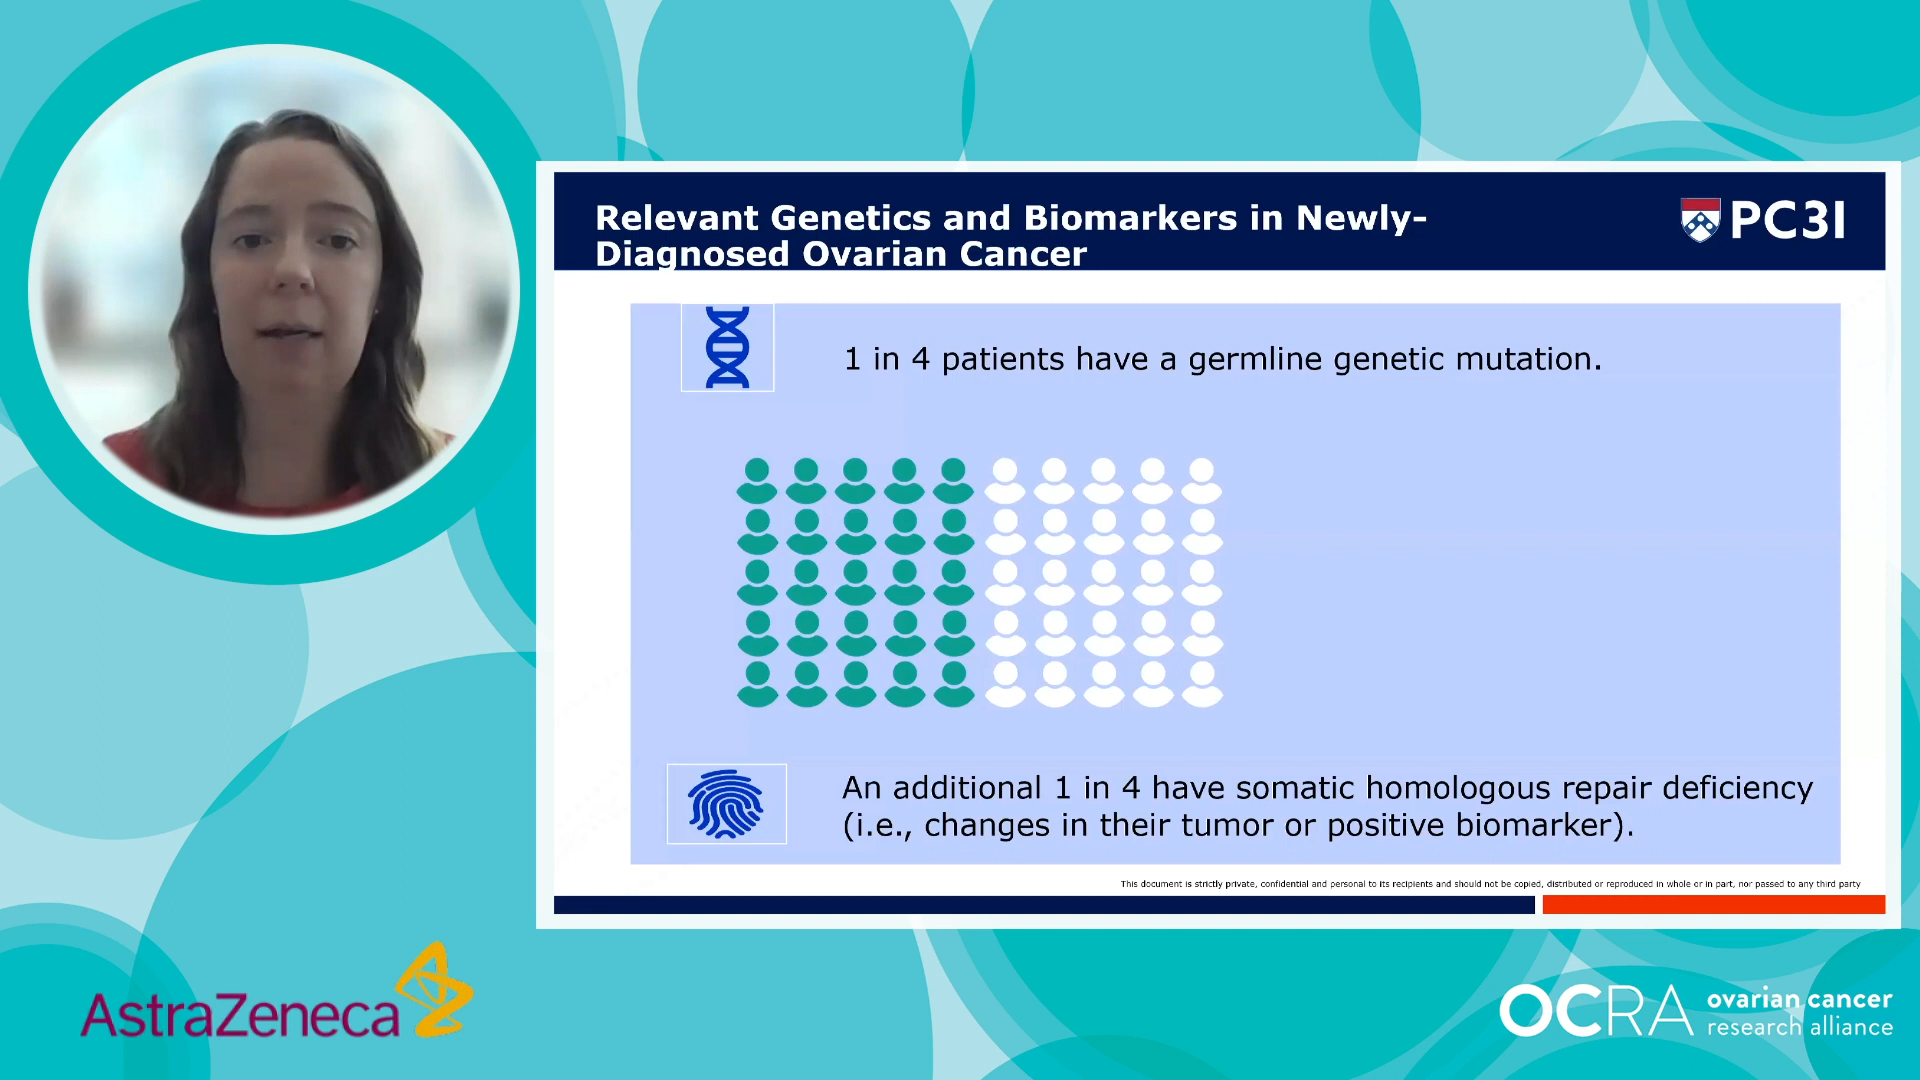 Relevant Genetics and Biomarkers in Newly-
Diagnosed Ovarian Cancer
PC3I
1 in 4 patients have a germline genetic mutation.
An additional 1 in 4 have somatic homologous repair deficiency
(i.e., changes in their tumor or positive biomarker).
This document is strictly private, confidential and personal to its recipients and should not be copied, distributed or reproduced in whole or in part, nor passed to any third party
AstraZeneca
OCRA ovarian cancer
research alliance